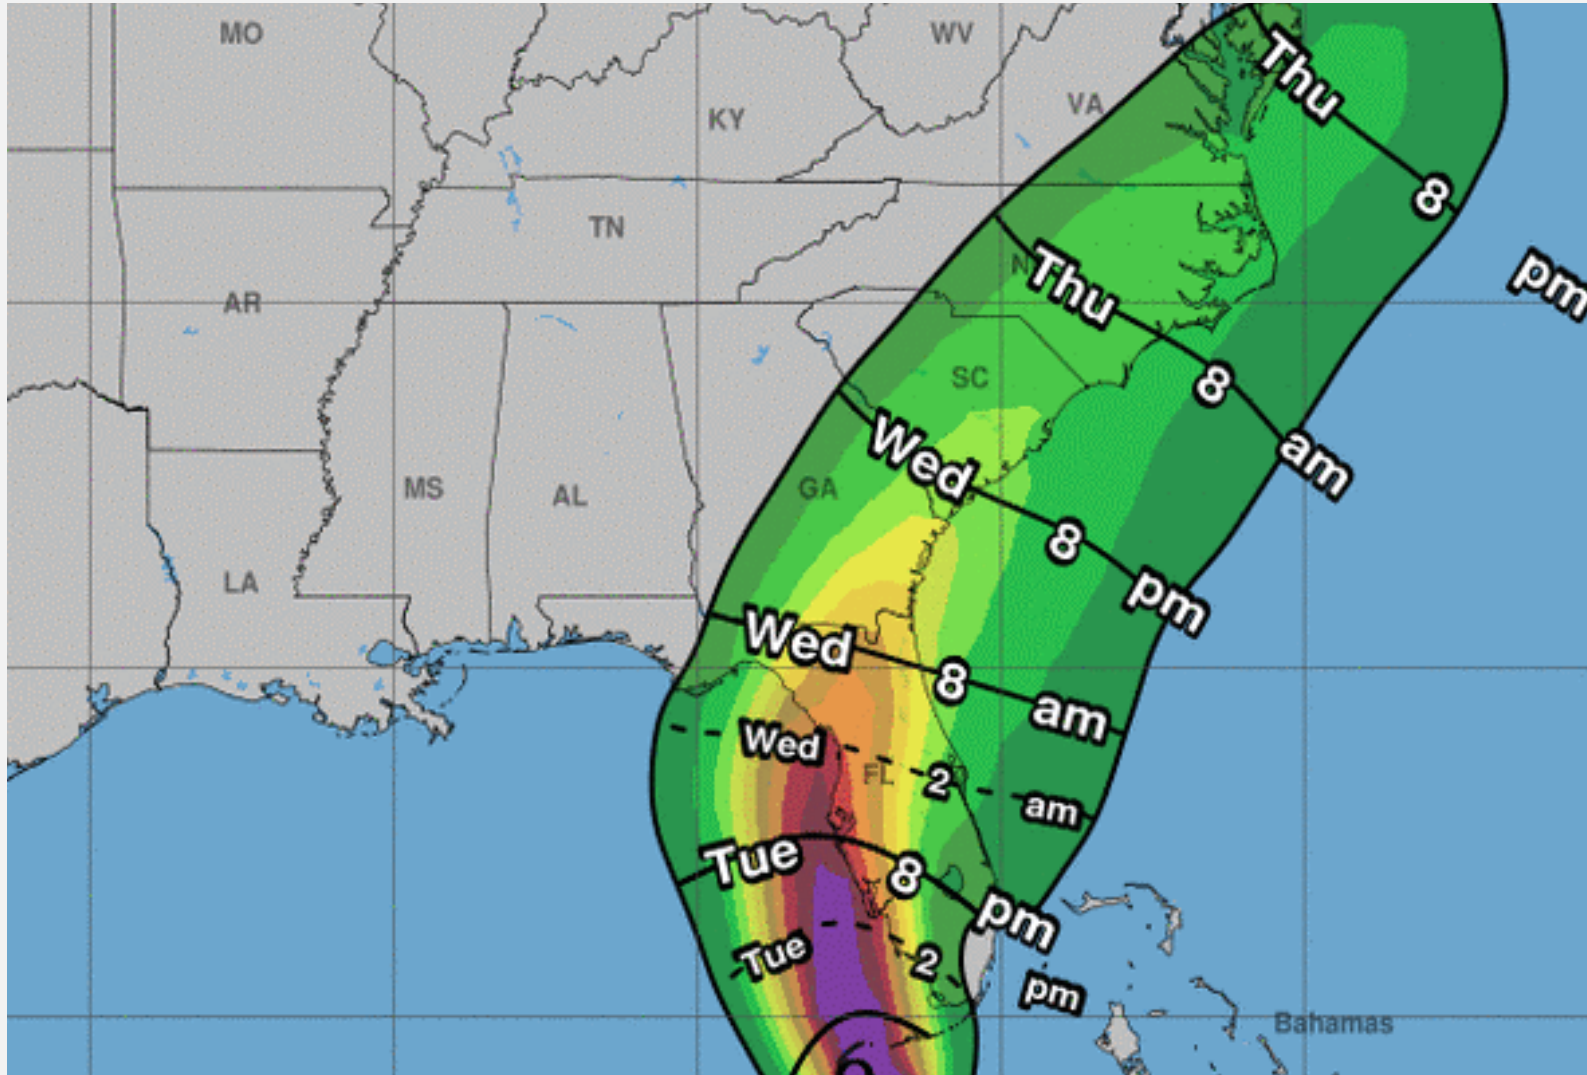 MO
WV
Thu
KY
VA
8
TN
N
Thu
pm
AR
8
SC
Wed
am
MS
AL
GA
8
LA
pm
Wed
8
am
Wed
FL
2
am
Tue
8
pm
Tue
2
pm
Bahamas